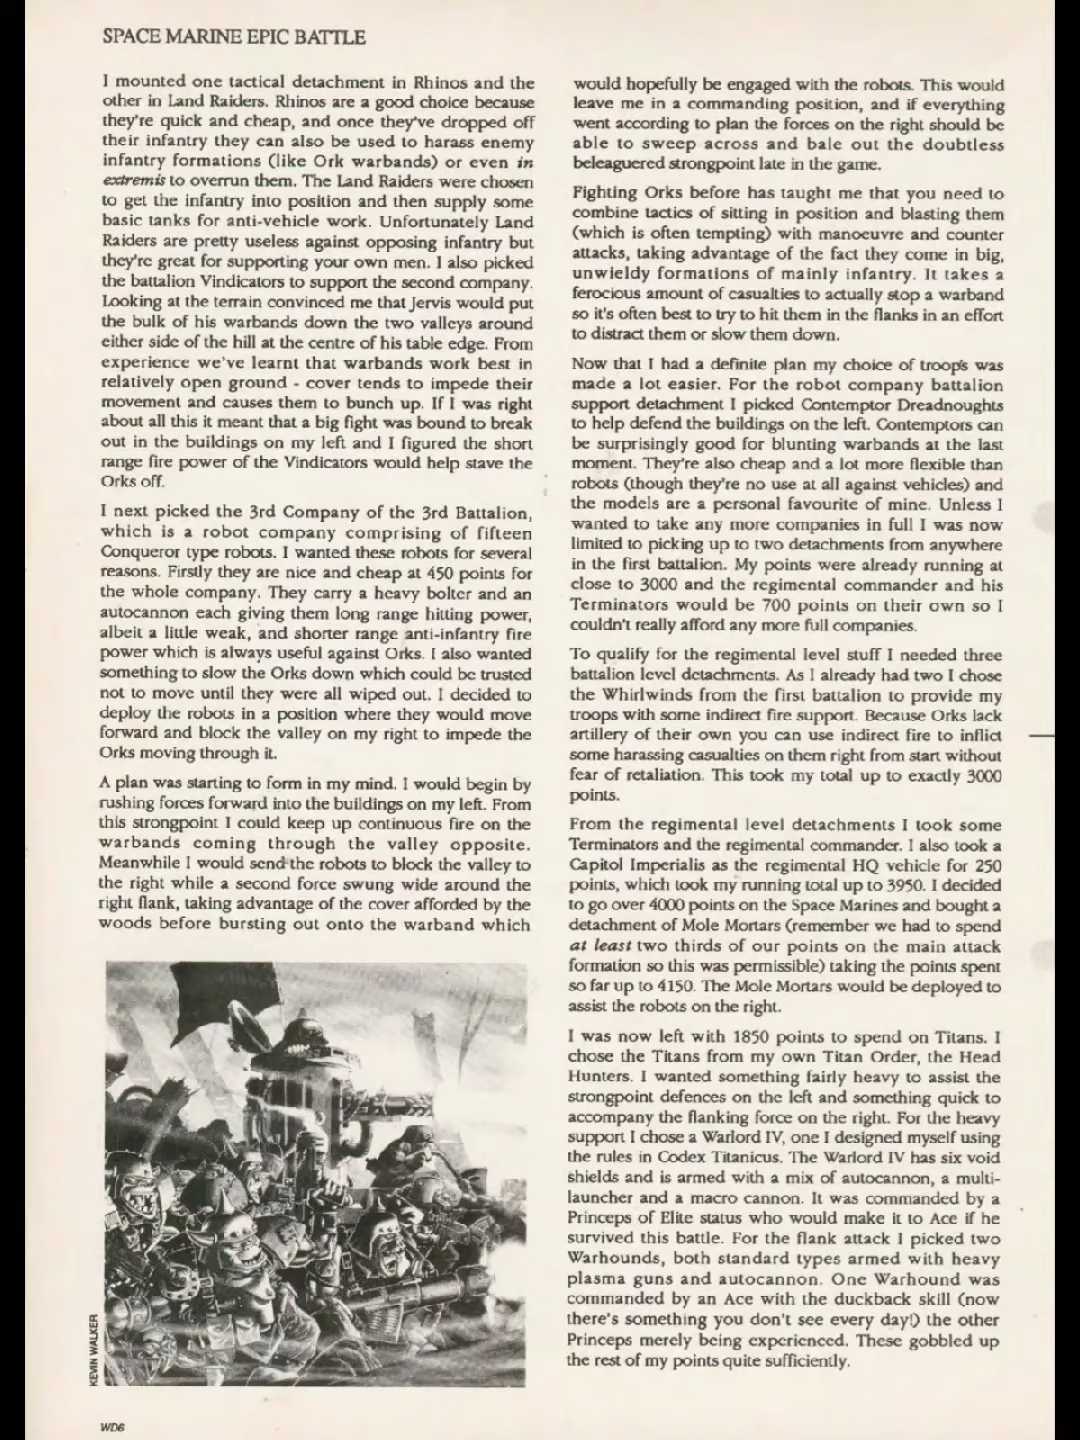 SPACE MARINE EPIC BATTLE
I mounted one tactical detachment in Rhinos and the
other in Land Raiders. Rhinos are a good choice because
they're quick and cheap, and once they've dropped off
their infantry they can also be used to harass enemy
infantry formations (like Ork warbands) or even in
extremis to overrun them. The Land Raiders were chosen
to get the infantry into position and then supply some
basic tanks for anti-vehicle work. Unfortunately Land
Raiders are pretty useless against opposing infantry but
they're great for supporting your own men. I also picked
the battalion Vindicators to support the second company.
Looking at the terrain convinced me that Jervis would put
the bulk of his warbands down the two valleys around
either side of the hill at the centre of his table edge. From
experience we've learnt that warbands work best in
relatively open ground - cover tends to impede their
movement and causes them to bunch up. If I was right
about all this it meant that a big fight was bound to break
out in the buildings on my left and I figured the short
range fire power of the Vindicators would help stave the
Orks off.
I next picked the 3rd Company of the 3rd Battalion,
which is a robot company comprising of fifteen
Conqueror type robots. I wanted these robots for several
reasons. Firstly they are nice and cheap at 450 points for
the whole company. They carry a heavy bolter and an
autocannon each giving them long range hitting power,
albeit a little weak, and shorter range anti-infantry fire
power which is always useful against Orks. I also wanted
something to slow the Orks down which could be trusted
not to move until they were all wiped out. I decided to
deploy the robots in a position where they would move
forward and block the valley on my right to impede the
Orks moving through it.
A plan was starting to form in my mind. I would begin by
rushing forces forward into the buildings on my left. From
this strongpoint I could keep up continuous fire on the
warbands coming through the valley opposite.
Meanwhile I would send the robots to block the valley to
the right while a second force swung wide around the
right flank, taking advantage of the cover afforded by the
woods before bursting out onto the warband which
KEVIN WALKER
WD6
would hopefully be engaged with the robots. This would
leave me in a commanding position, and if everything
went according to plan the forces on the right should be
able to sweep across and bale out the doubtless
beleaguered strongpoint late in the game.
Fighting Orks before has taught me that you need to
combine tactics of sitting in position and blasting them
(which is often tempting) with manoeuvre and counter
attacks, taking advantage of the fact they come in big,
unwieldy formations of mainly infantry. It takes a
ferocious amount of casualties to actually stop a warband
so it's often best to try to hit them in the flanks in an effort
to distract them or slow them down.
Now that I had a definite plan my choice of troops was
made a lot easier. For the robot company battalion
support detachment I picked Contemptor Dreadnoughts
to help defend the buildings on the left. Contemptors can
be surprisingly good for blunting warbands at the last
moment. They're also cheap and a lot more flexible than
robots (though they're no use at all against vehicles) and
the models are a personal favourite of mine. Unless I
wanted to take any more companies in full I was now
limited to picking up to two detachments from anywhere
in the first battalion. My points were already running at
close to 3000 and the regimental commander and his
Terminators would be 700 points on their own so I
couldn't really afford any more full companies.
To qualify for the regimental level stuff I needed three
battalion level detachments. As I already had two I chose
the Whirlwinds from the first battalion to provide my
troops with some indirect fire support. Because Orks lack
artillery of their own you can use indirect fire to inflict
some harassing casualties on them right from start without
fear of retaliation. This took my total up to exactly 3000
points.
From the regimental level detachments I took some
Terminators and the regimental commander. I also took a
Capitol Imperialis as the regimental HQ vehicle for 250
points, which took my running total up to 3950. I decided
to go over 4000 points on the Space Marines and bought a
detachment of Mole Mortars (remember we had to spend
at least two thirds of our points on the main attack
formation so this was permissible) taking the points spent
so far up to 4150. The Mole Mortars would be deployed to
assist the robots on the right.
I was now left with 1850 points to spend on Titans. I
chose the Titans from my own Titan Order, the Head
Hunters. I wanted something fairly heavy to assist the
strongpoint defences on the left and something quick to
accompany the flanking force on the right. For the heavy
support I chose a Warlord IV, one I designed myself using
the rules in Codex Titanicus. The Warlord IV has six void
shields and is armed with a mix of autocannon, a multi-
launcher and a macro cannon. It was commanded by a
Princeps of Elite status who would make it to Ace if he
survived this battle. For the flank attack I picked two
Warhounds, both standard types armed with heavy
plasma guns and autocannon. One Warhound was
commanded by an Ace with the duckback skill (now
there's something you don't see every day!) the other
Princeps merely being experienced. These gobbled up
the rest of my points quite sufficiently.